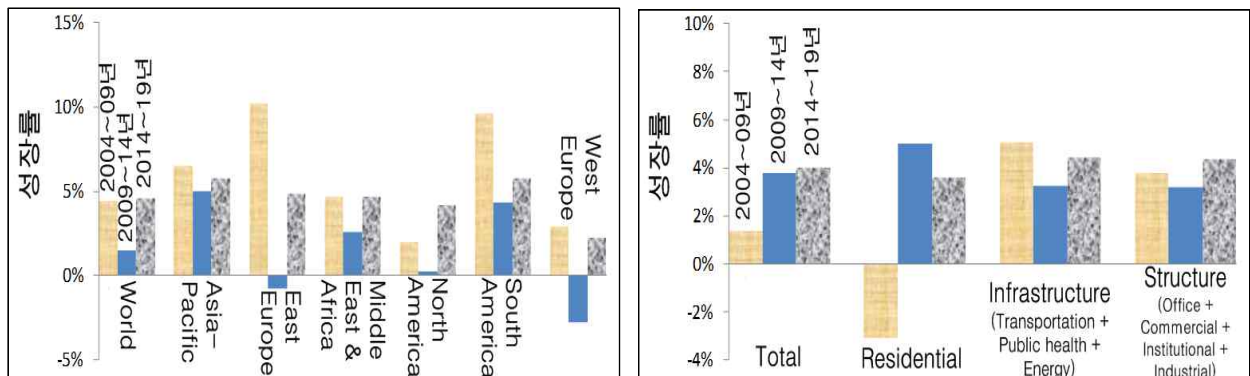 15%
10%
5%
0%
-5%
성장률
2004~09년
2009~14년
2014~19년
World
Asia-
Pacific
East
Europe
Middle
East &
Africa
North
America
South
America
West
Europe
10%
8%
6%
4%
2%
0%
-2%
-4%
성장률
2004~09년
2009~14년
2014~19년
Total
Residential
Infrastructure
(Transportation +
Public health +
Energy)
Structure
(Office +
Commercial +
Institutional +
Industrial)